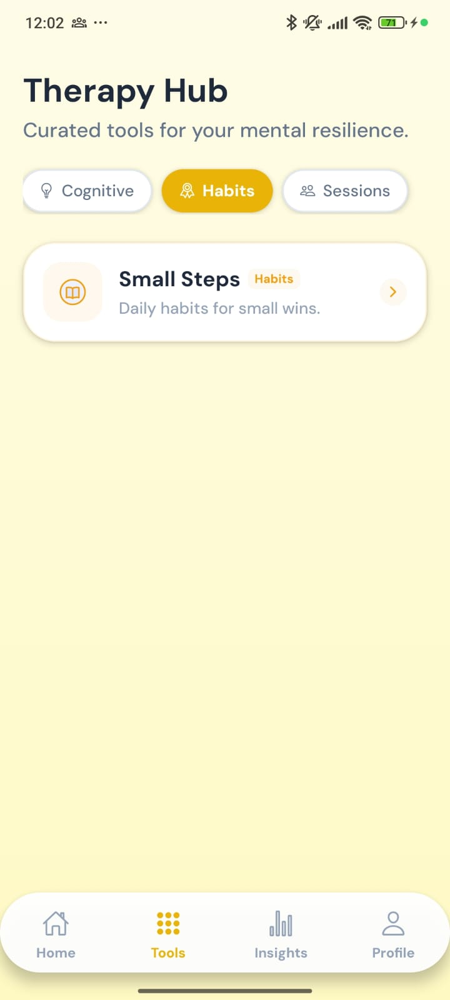 12:02
71
Therapy Hub
Curated tools for your mental resilience.
Cognitive
Habits
Sessions
Small Steps
Habits
Daily habits for small wins.
Home
Tools
Insights
Profile